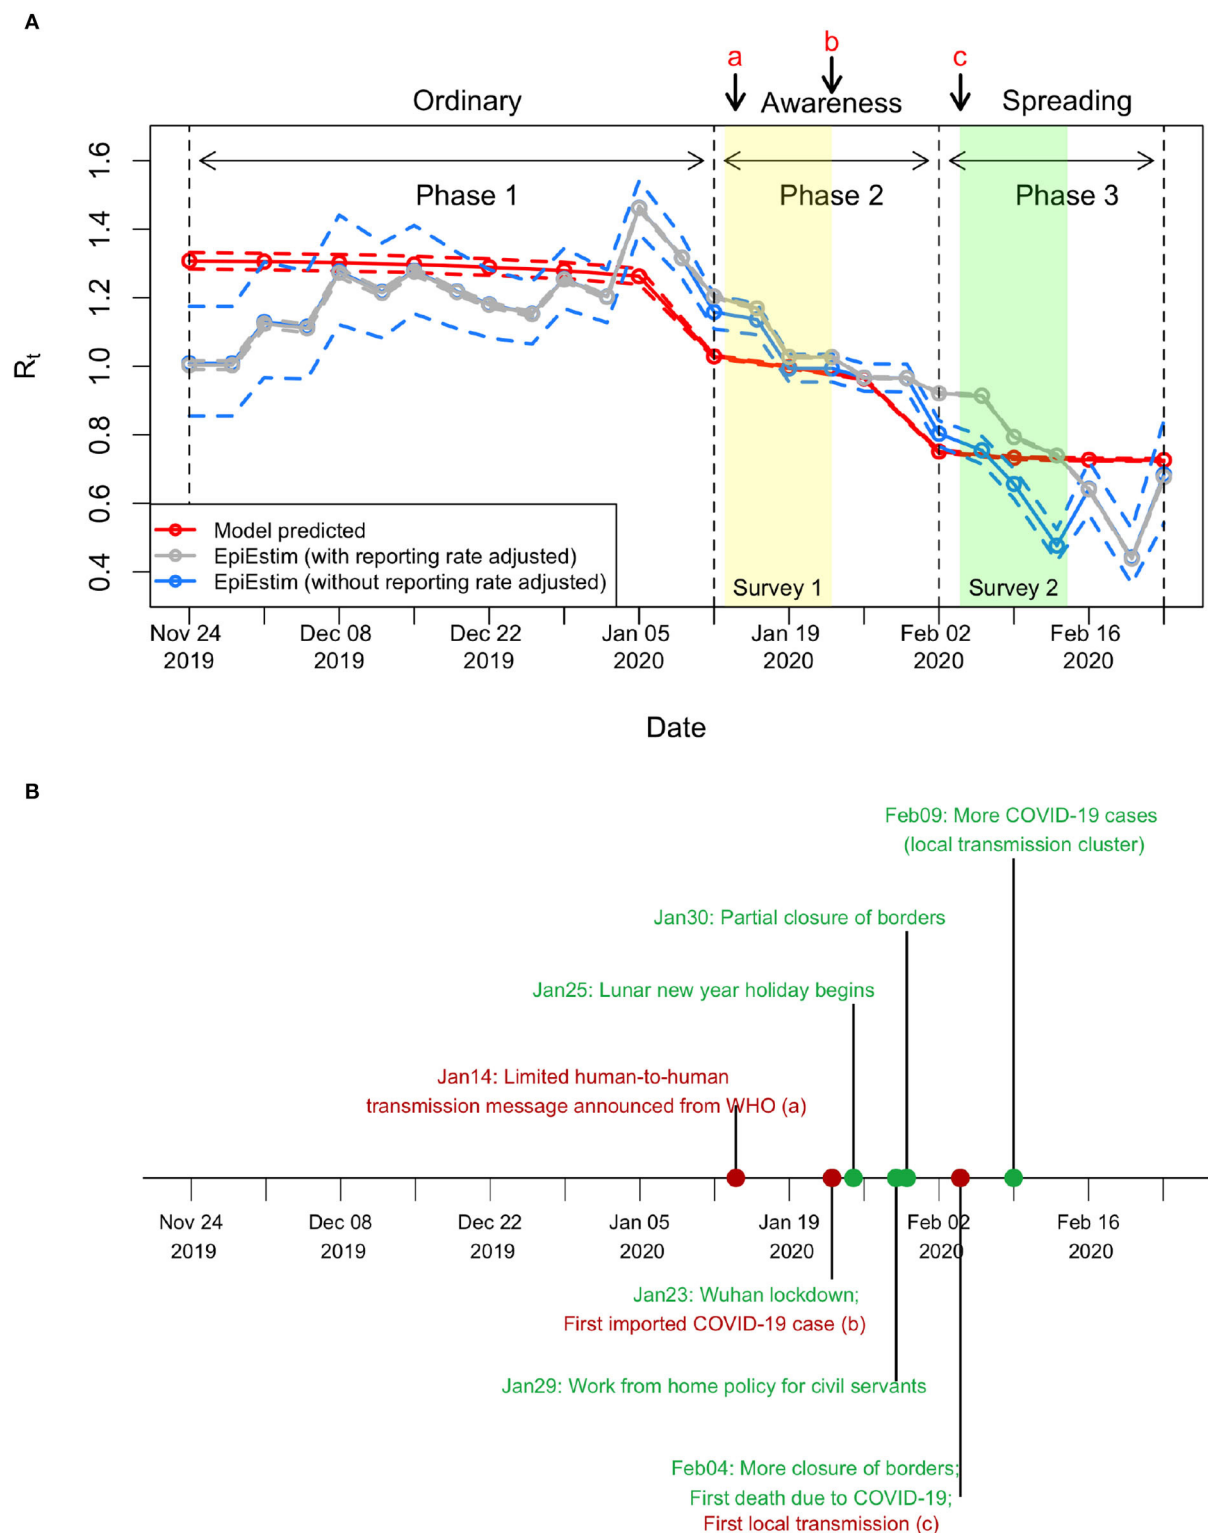 A
a
b
c
Ordinary
Awareness
Spreading
Phase 1
Phase 2
Phase 3
Rt
1.6
1.4
1.2
1.0
0.8
0.6
0.4
Model predicted
EpiEstim (with reporting rate adjusted)
EpiEstim (without reporting rate adjusted)
Survey 1
Survey 2
Nov 24
2019
Dec 08
2019
Dec 22
2019
Jan 05
2020
Jan 19
2020
Feb 02
2020
Feb 16
2020
Date
B
Feb09: More COVID-19 cases
(local transmission cluster)
Jan30: Partial closure of borders
Jan25: Lunar new year holiday begins
Jan14: Limited human-to-human
transmission message announced from WHO (a)
Nov 24
2019
Dec 08
2019
Dec 22
2019
Jan 05
2020
Jan 19
2020
Feb 02
2020
Feb 16
2020
Jan23: Wuhan lockdown;
First imported COVID-19 case (b)
Jan29: Work from home policy for civil servants
Feb04: More closure of borders;
First death due to COVID-19;
First local transmission (c)